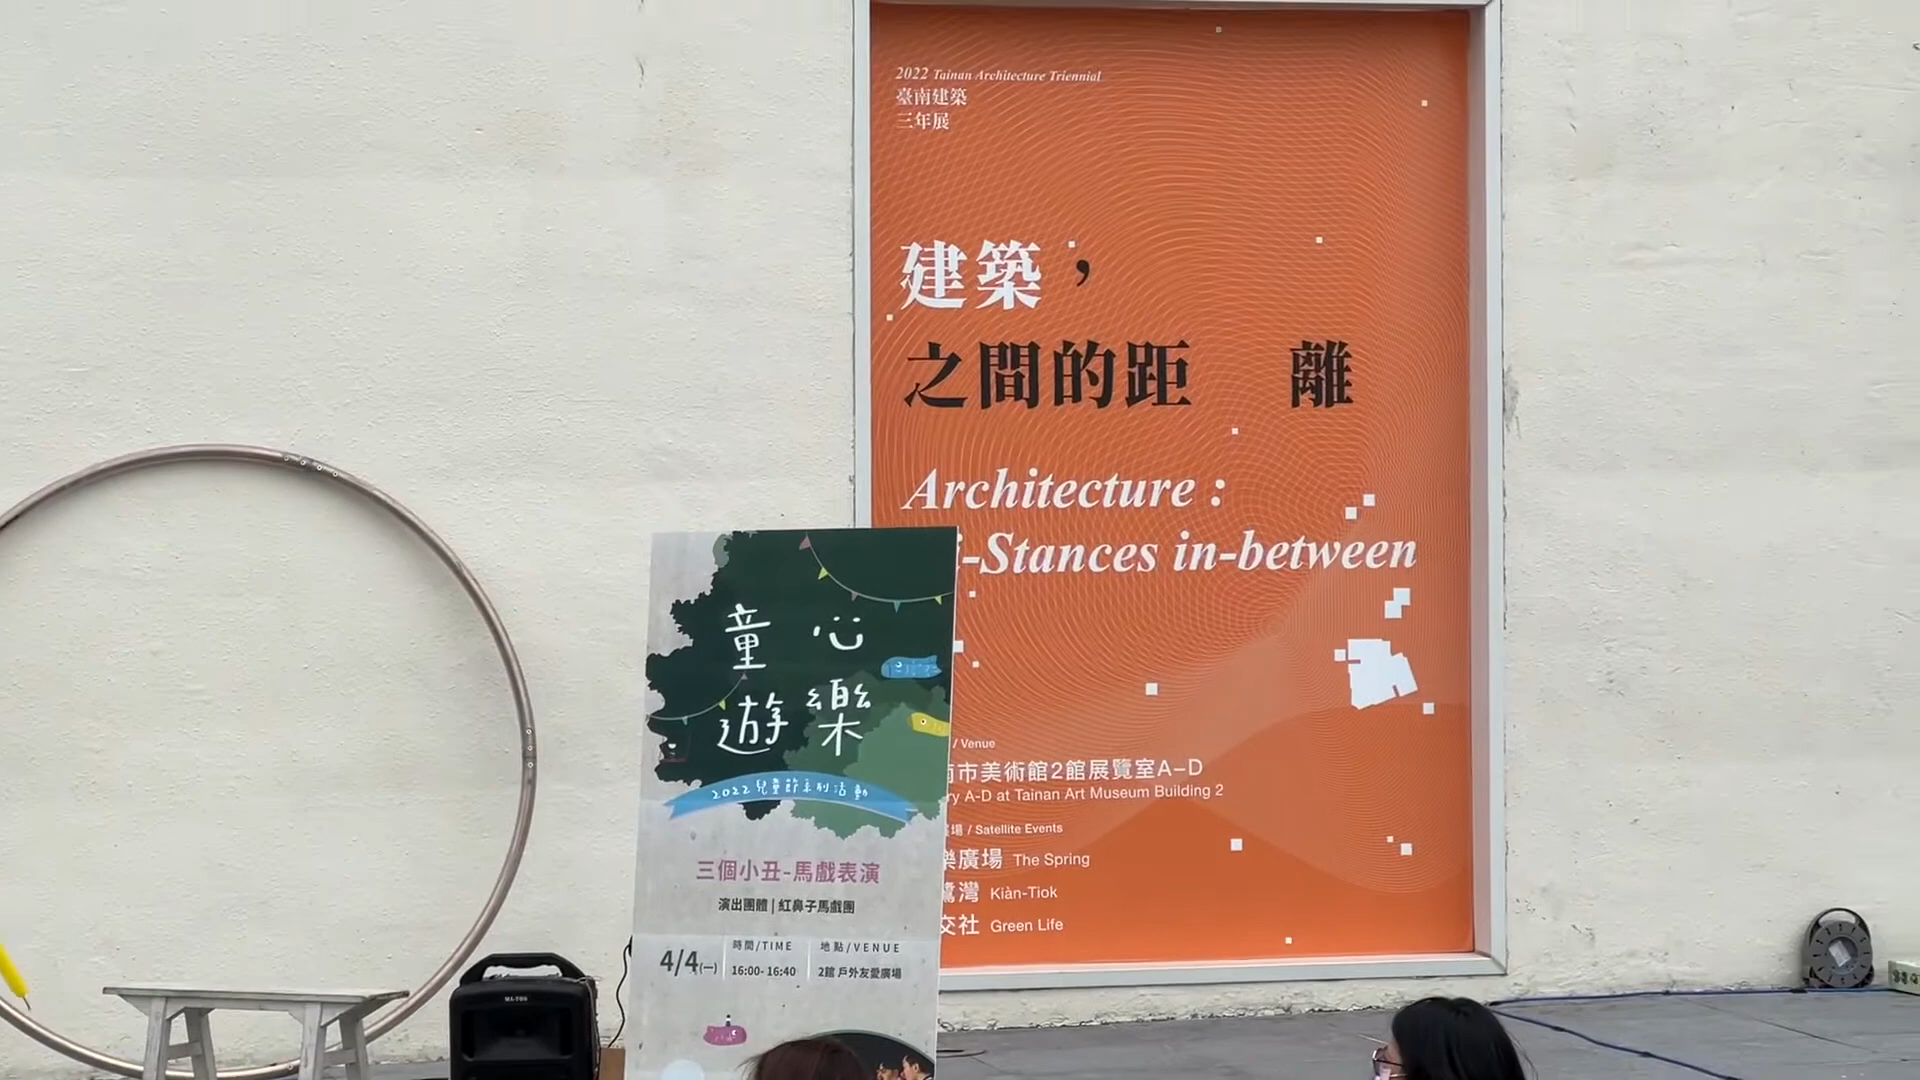 2022 Tainan Architecture Triennial
臺南建築
三年展
建築，
之間的距 離
Architecture :
-Stances in-between
/ Venue
市美術館2館展覽室A–D
A-D at Tainan Art Museum Building 2
場 / Satellite Events
樂廣場 The Spring
鷺灣 Kiàn-Tiok
交社 Green Life
童心
遊樂
2022兒童節系列活動
三個小丑-馬戲表演
演出團體 | 紅鼻子馬戲團
4/4(一)
時間/TIME
16:00- 16:40
地點/VENUE
2館 戶外友愛廣場